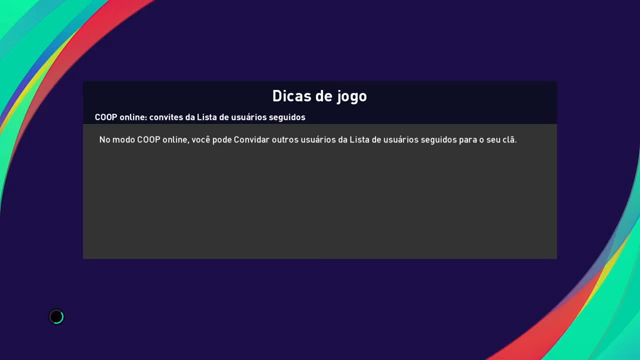 Dicas de jogo
COOP online: convites da Lista de usuários seguidos
No modo COOP online, você pode Convidar outros usuários da Lista de usuários seguidos para o seu clã.